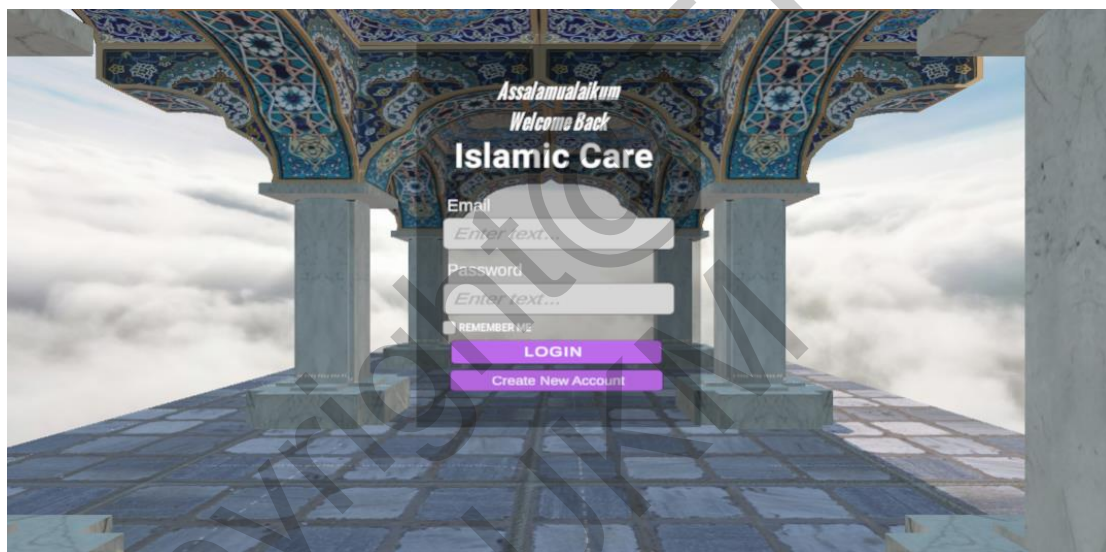 Assalamualaikum
Welcome Back
Islamic Care
Email
Enter text...
Password
Enter text...
REMEMBER ME
LOGIN
Create New Account